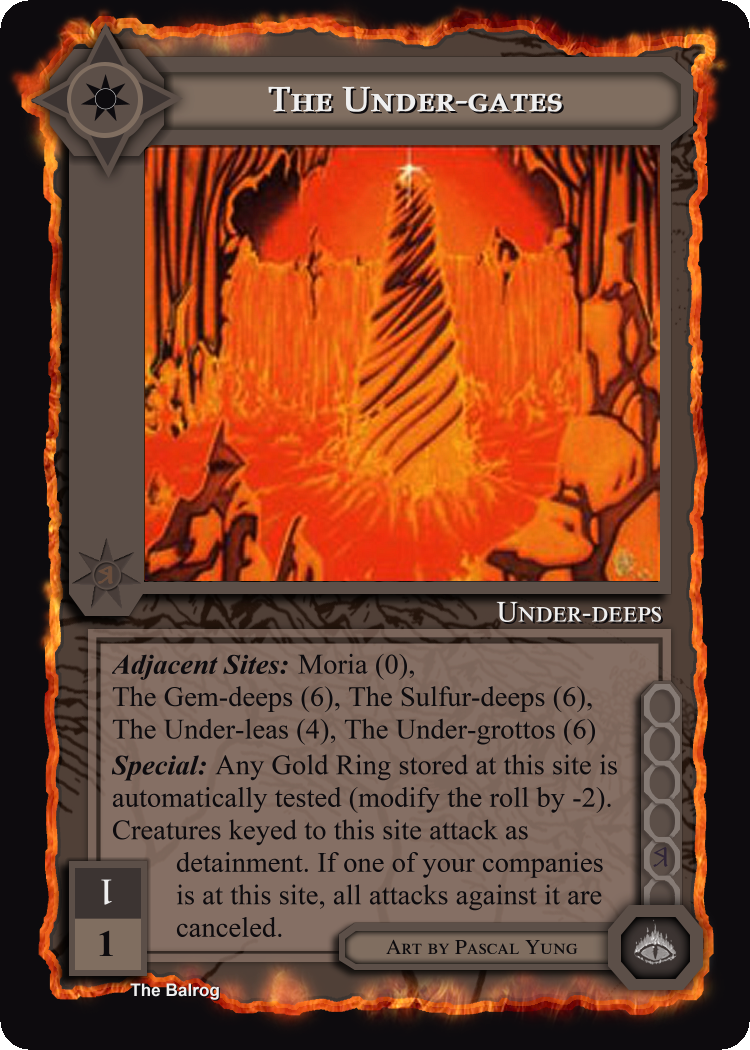 The Under-gates
Under-deeps
Adjacent Sites: Moria (0),
The Gem-deeps (6), The Sulfur-deeps (6),
The Under-leas (4), The Under-grottos (6)
Special: Any Gold Ring stored at this site is
automatically tested (modify the roll by -2).
Creatures keyed to this site attack as
detainment. If one of your companies
is at this site, all attacks against it are
canceled.
1
1
Art by Pascal Yung
The Balrog